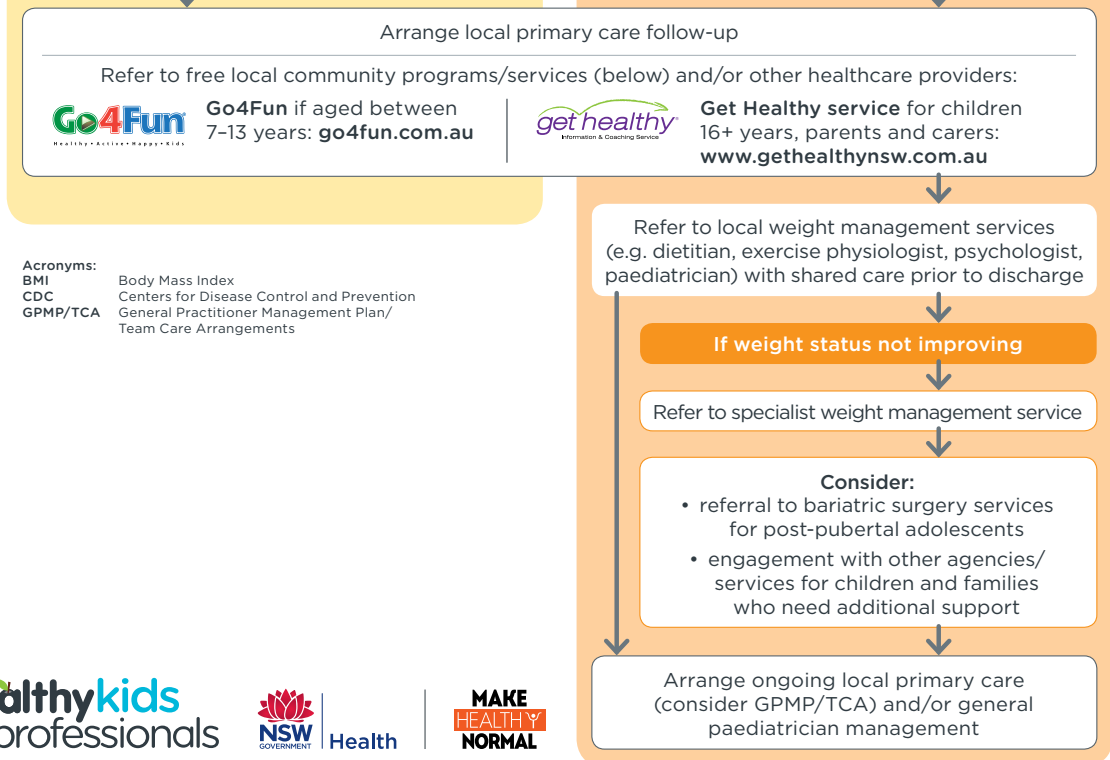 Arrange local primary care follow-up
Refer to free local community programs/services (below) and/or other healthcare providers:
Go4Fun
Healthy • Active • Happy • Kids
Go4Fun if aged between
7–13 years: go4fun.com.au
get healthy
Information & Coaching Service
Get Healthy service for children
16+ years, parents and carers:
www.gethealthynsw.com.au
Refer to local weight management services
(e.g. dietitian, exercise physiologist, psychologist,
paediatrician) with shared care prior to discharge
Acronyms:
BMI Body Mass Index
CDC Centers for Disease Control and Prevention
GPMP/TCA General Practitioner Management Plan/
Team Care Arrangements
If weight status not improving
Refer to specialist weight management service
Consider:
• referral to bariatric surgery services
for post-pubertal adolescents
• engagement with other agencies/
services for children and families
who need additional support
Arrange ongoing local primary care
(consider GPMP/TCA) and/or general
paediatrician management
althykids
professionals
NSW
GOVERNMENT
Health
MAKE
HEALTHY
NORMAL